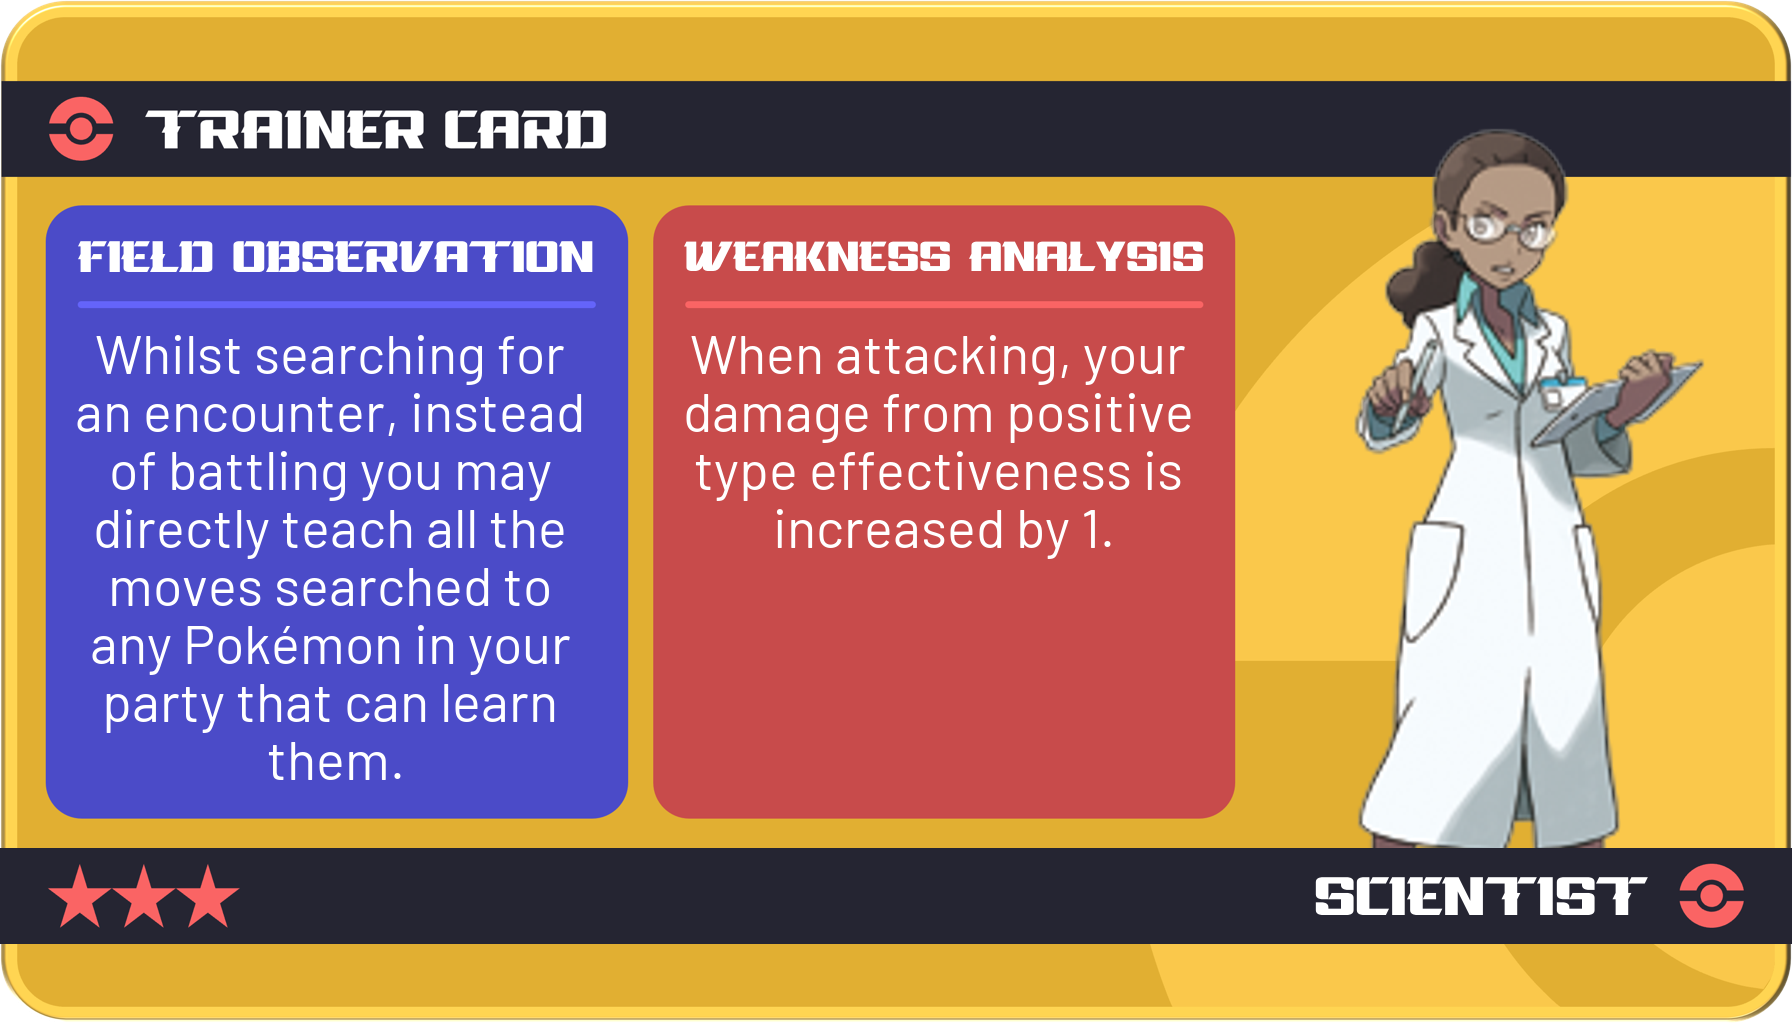 TRAINER CARD
FIELD OBSERVATION
Whilst searching for
an encounter, instead
of battling you may
directly teach all the
moves searched to
any Pokémon in your
party that can learn
them.
WEAKNESS ANALYSIS
When attacking, your
damage from positive
type effectiveness is
increased by 1.
SCIENTIST